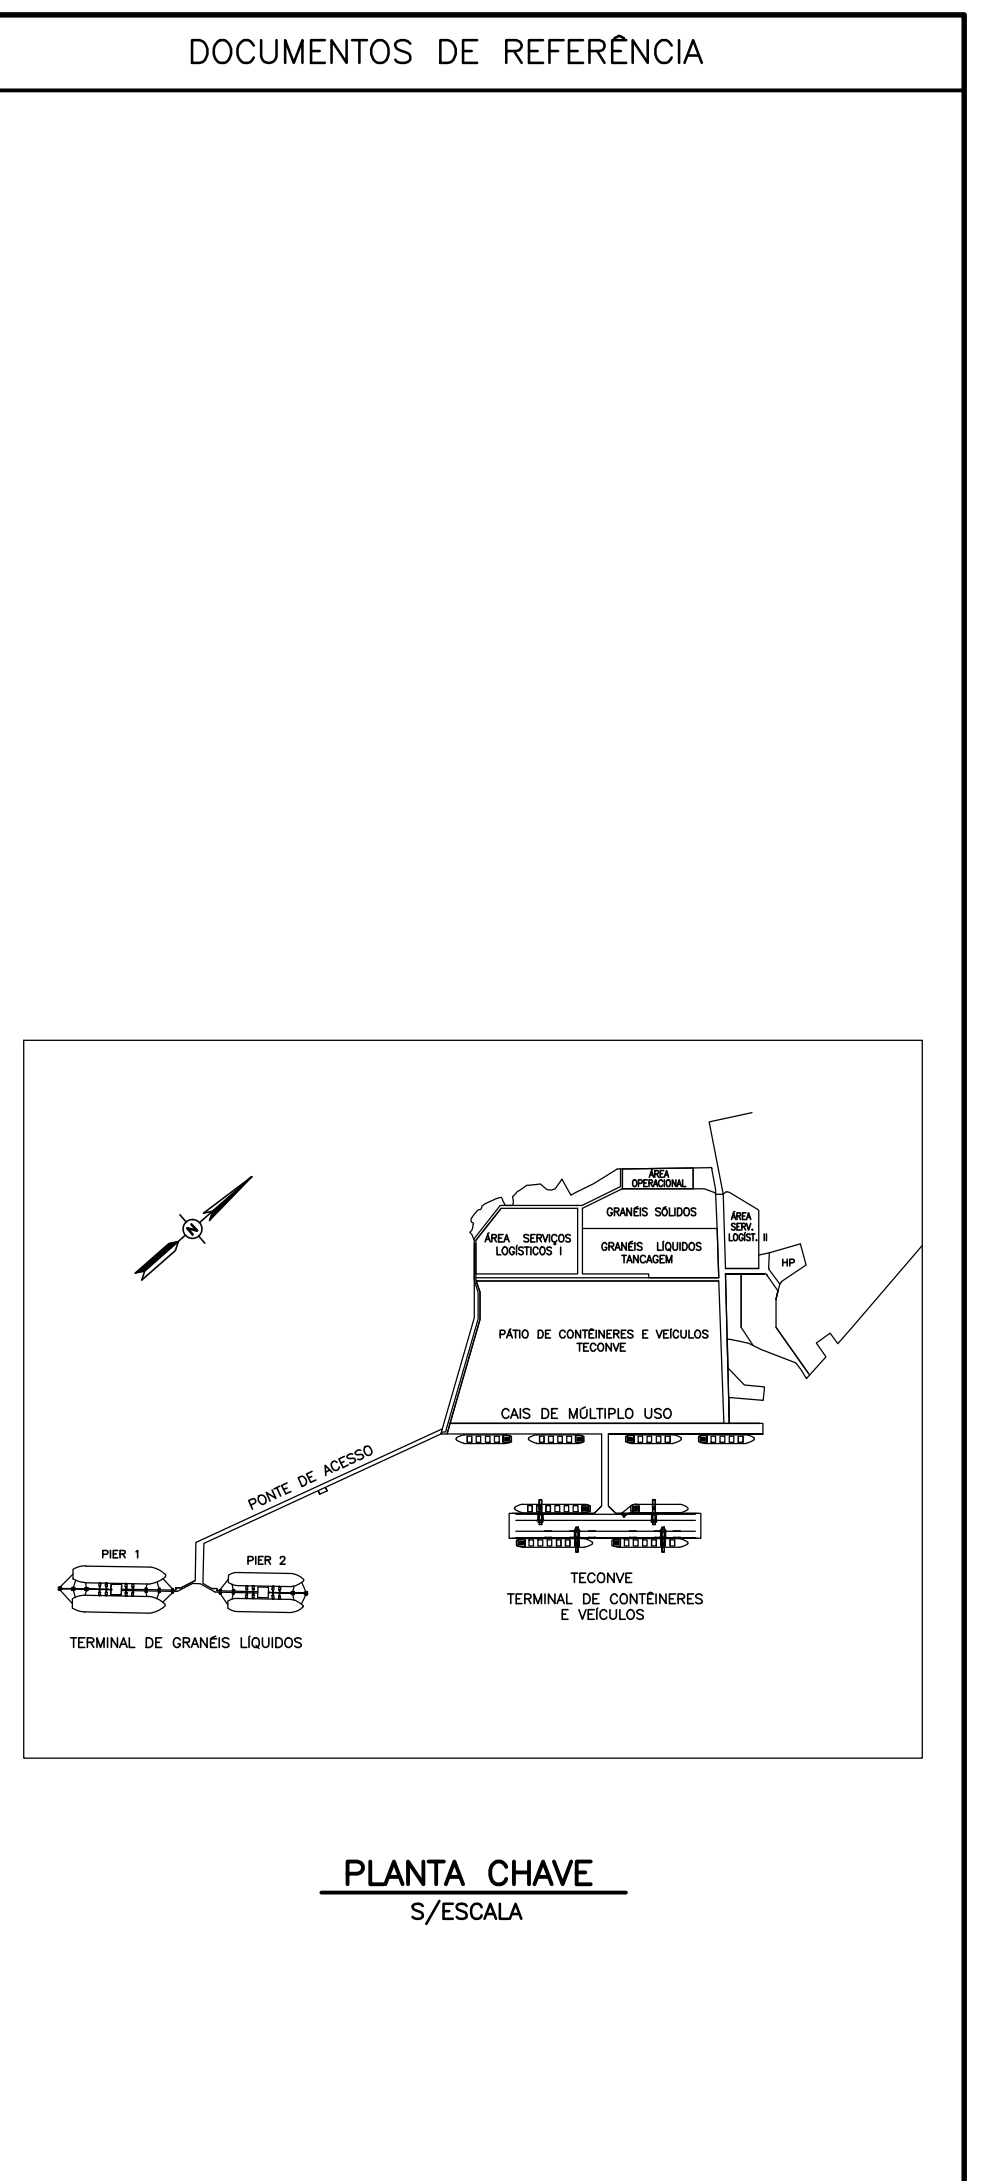 DOCUMENTOS DE REFERÊNCIA
ÁREA
OPERACIONAL
GRANÉIS SÓLIDOS
ÁREA
SERV.
LOGÍST. II
ÁREA SERVIÇOS
LOGÍSTICOS I
GRANÉIS LÍQUIDOS
TANCAGEM
HP
N
PÁTIO DE CONTÊINERES E VEÍCULOS
TECONVE
CAIS DE MÚLTIPLO USO
PONTE DE ACESSO
PIER 1
PIER 2
TECONVE
TERMINAL DE CONTÊINERES
E VEÍCULOS
TERMINAL DE GRANÉIS LÍQUIDOS
PLANTA CHAVE
S/ESCALA